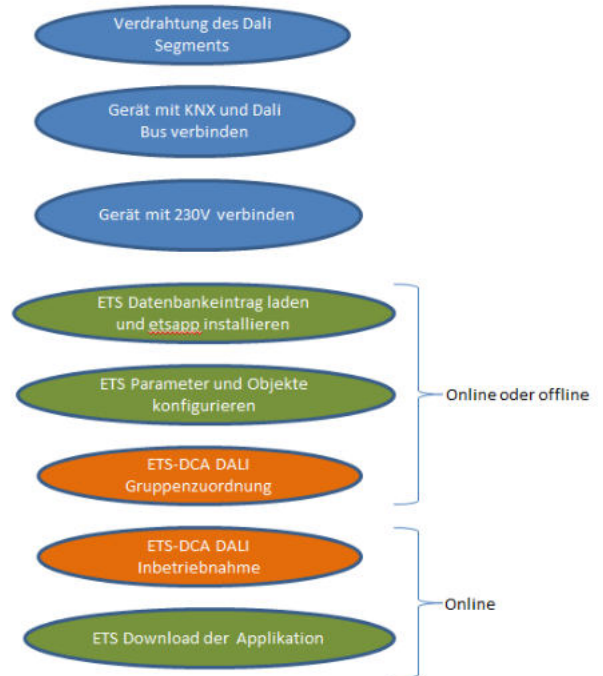 Verdrahtung des Dali
Segments
Gerät mit KNX und Dali
Bus verbinden
Gerät mit 230V verbinden
ETS Datenbankeintrag laden
und etsapp installieren
ETS Parameter und Objekte
konfigurieren
Online oder offline
ETS-DCA DALI
Gruppenzuordnung
ETS-DCA DALI
Inbetriebnahme
Online
ETS Download der Applikation